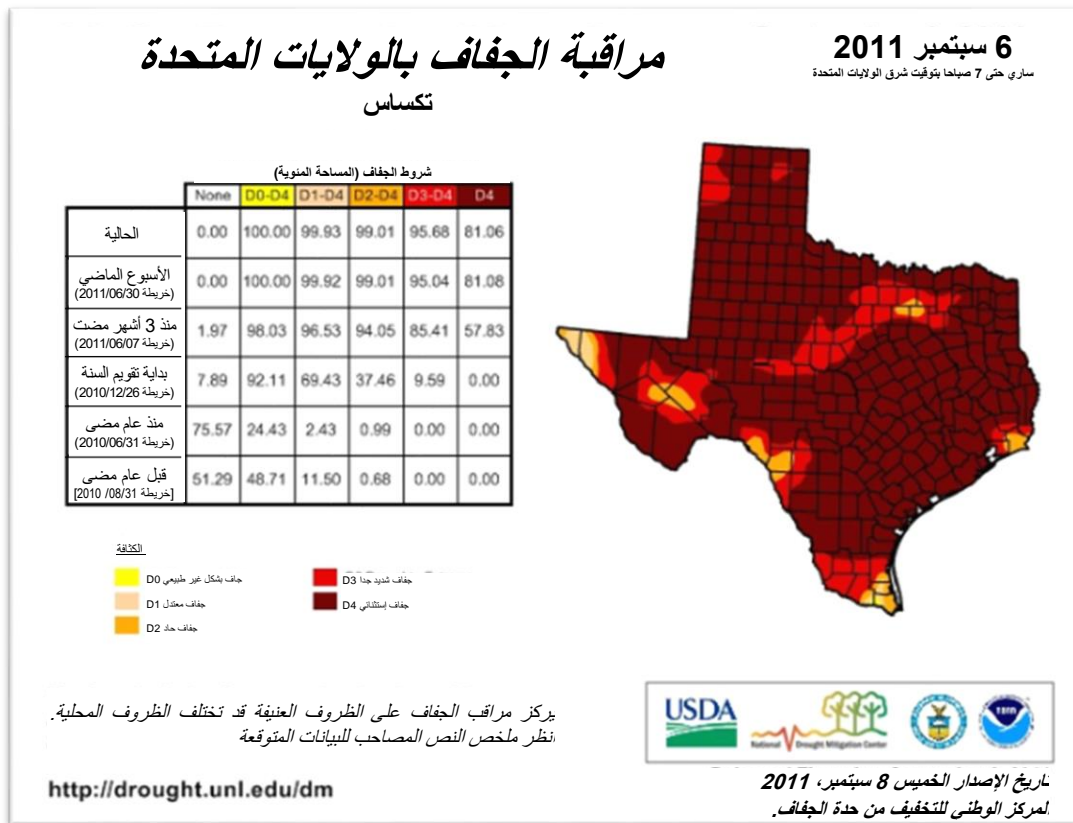 6 سبتمبر 2011
ساري حتى 7 صباحا بتوقيت شرق الولايات المتحدة
مراقبة الجفاف بالولايات المتحدة
تكساس
شروط الجفاف (المساحة المئوية)
None D0-D4 D1-D4 D2-D4 D3-D4 D4
الحالية 0.00 100.00 99.93 99.01 95.68 81.06
الأسبوع الماضي
(خريطة 2011/06/30) 0.00 100.00 99.92 99.01 95.04 81.08
منذ 3 أشهر مضت
(خريطة 2011/06/07) 1.97 98.03 96.53 94.05 85.41 57.83
بداية تقويم السنة
(خريطة 2010/12/26) 7.89 92.11 69.43 37.46 9.59 0.00
منذ عام مضى
(خريطة 2010/06/31) 75.57 24.43 2.43 0.99 0.00 0.00
قبل عام مضى
[خريطة 08/31/ 2010] 51.29 48.71 11.50 0.68 0.00 0.00
الكثافة
D0 جاف بشكل غير طبيعي
D1 جفاف معتدل
D2 جفاف حاد
D3 جفاف شديد جدا
D4 جفاف إستثنائي
يركز مراقب الجفاف على الظروف العنيفة قد تختلف الظروف المحلية.
انظر ملخص النص المصاحب للبيانات المتوقعة
http://drought.unl.edu/dm
USDA
National Drought Mitigation Center
تاريخ الإصدار الخميس 8 سبتمبر، 2011
المركز الوطني للتخفيف من حدة الجفاف.